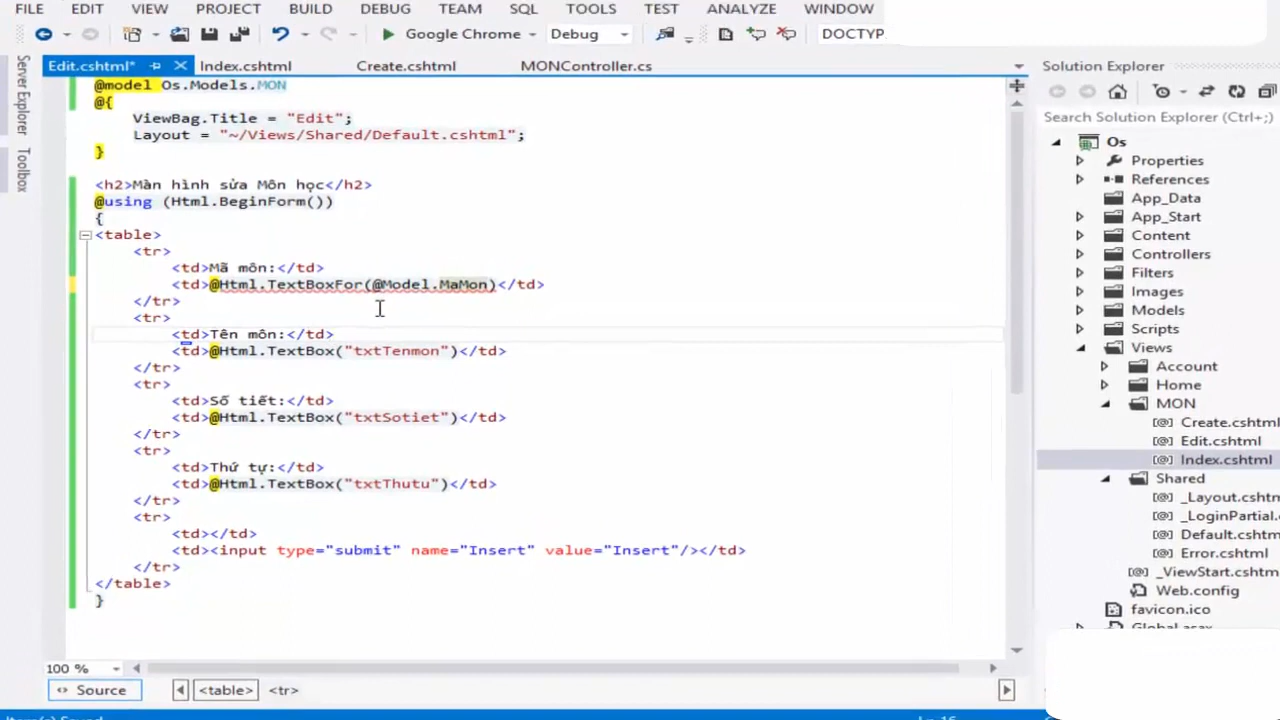 FILE EDIT VIEW PROJECT BUILD DEBUG TEAM SQL TOOLS TEST ANALYZE WINDOW
Google Chrome Debug DOCTYP
Server Explorer
Toolbox
Edit.cshtml* Index.cshtml Create.cshtml MONController.cs
@model Os.Models.MON
@{
ViewBag.Title = "Edit";
Layout = "~/Views/Shared/Default.cshtml";
}
<h2>Màn hình sửa Môn học</h2>
@using (Html.BeginForm())
{
<table>
<tr>
<td>Mã môn:</td>
<td>@Html.TextBoxFor(@Model.MaMon)</td>
</tr>
<tr>
<td>Tên môn:</td>
<td>@Html.TextBox("txtTenmon")</td>
</tr>
<tr>
<td>Số tiết:</td>
<td>@Html.TextBox("txtSotiet")</td>
</tr>
<tr>
<td>Thứ tự:</td>
<td>@Html.TextBox("txtThutu")</td>
</tr>
<tr>
<td></td>
<td><input type="submit" name="Insert" value="Insert"/></td>
</tr>
</table>
}
100 %
Source <table> <tr>
Solution Explorer
Search Solution Explorer (Ctrl+;)
Os
Properties
References
App_Data
App_Start
Content
Controllers
Filters
Images
Models
Scripts
Views
Account
Home
MON
Create.cshtml
Edit.cshtml
Index.cshtml
Shared
_Layout.cshtm
_LoginPartial.c
Default.cshtm
Error.cshtml
_ViewStart.cshtm
Web.config
favicon.ico
Global.asax